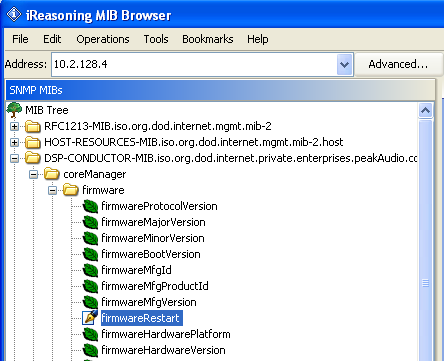 iReasoning MIB Browser
File Edit Operations Tools Bookmarks Help
Address: 10.2.128.4 Advanced...
SNMP MIBs
MIB Tree
RFC1213-MIB.iso.org.dod.internet.mgmt.mib-2
HOST-RESOURCES-MIB.iso.org.dod.internet.mgmt.mib-2.host
DSP-CONDUCTOR-MIB.iso.org.dod.internet.private.enterprises.peakAudio.co
coreManager
firmware
firmwareProtocolVersion
firmwareMajorVersion
firmwareMinorVersion
firmwareBootVersion
firmwareMfgId
firmwareMfgProductId
firmwareMfgVersion
firmwareRestart
firmwareHardwarePlatform
firmwareHardwareVersion